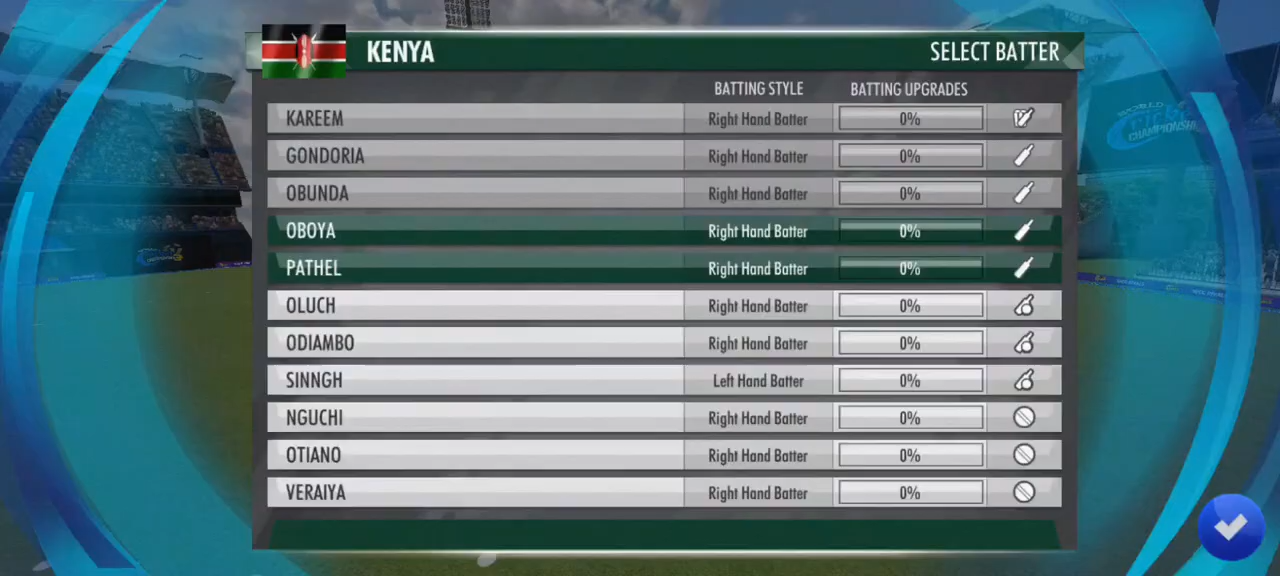 KENYA
SELECT BATTER
BATTING STYLE BATTING UPGRADES
KAREEM Right Hand Batter 0%
GONDORIA Right Hand Batter 0%
OBUNDA Right Hand Batter 0%
OBOYA Right Hand Batter 0%
PATHEL Right Hand Batter 0%
OLUCH Right Hand Batter 0%
ODIAMBO Right Hand Batter 0%
SINNGH Left Hand Batter 0%
NGUCHI Right Hand Batter 0%
OTIANO Right Hand Batter 0%
VERAIYA Right Hand Batter 0%
WORLD
Cricket
CHAMPIONSHIP